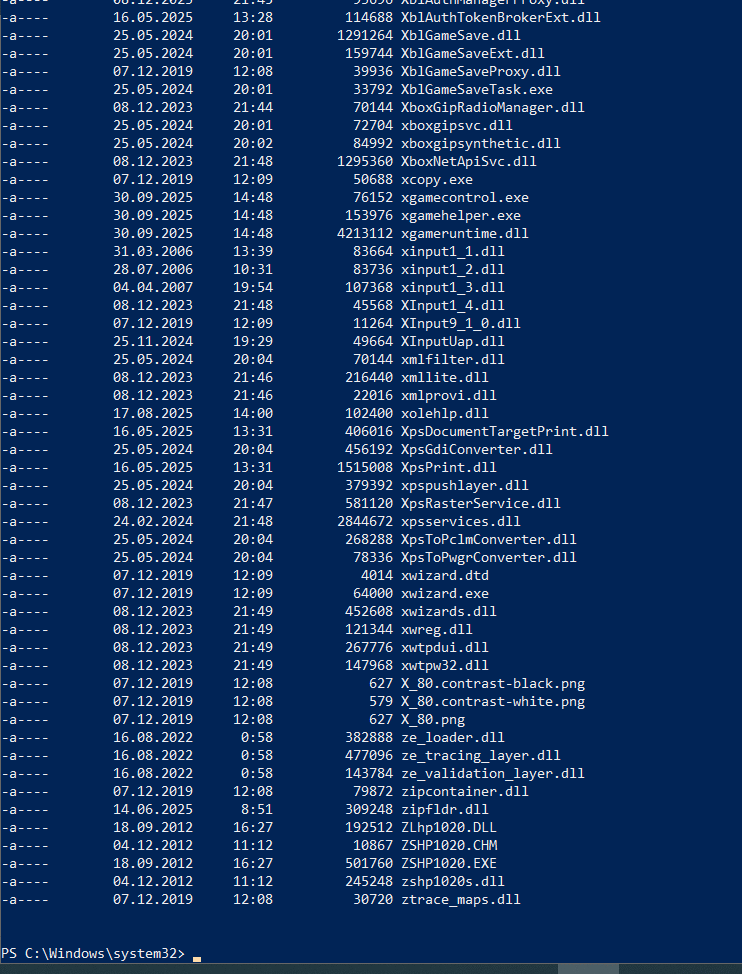 -a---- 08.12.2023 21:45 95096 XblAuthManagerProxy.dll
-a---- 16.05.2025 13:28 114688 XblAuthTokenBrokerExt.dll
-a---- 25.05.2024 20:01 1291264 XblGameSave.dll
-a---- 25.05.2024 20:01 159744 XblGameSaveExt.dll
-a---- 07.12.2019 12:08 39936 XblGameSaveProxy.dll
-a---- 25.05.2024 20:01 33792 XblGameSaveTask.exe
-a---- 08.12.2023 21:44 70144 XboxGipRadioManager.dll
-a---- 25.05.2024 20:01 72704 xboxgipsvc.dll
-a---- 25.05.2024 20:02 84992 xboxgipsynthetic.dll
-a---- 08.12.2023 21:48 1295360 XboxNetApiSvc.dll
-a---- 07.12.2019 12:09 50688 xcopy.exe
-a---- 30.09.2025 14:48 76152 xgamecontrol.exe
-a---- 30.09.2025 14:48 153976 xgamehelper.exe
-a---- 30.09.2025 14:48 4213112 xgameruntime.dll
-a---- 31.03.2006 13:39 83664 xinput1_1.dll
-a---- 28.07.2006 10:31 83736 xinput1_2.dll
-a---- 04.04.2007 19:54 107368 xinput1_3.dll
-a---- 08.12.2023 21:48 45568 XInput1_4.dll
-a---- 07.12.2019 12:09 11264 XInput9_1_0.dll
-a---- 25.11.2024 19:29 49664 XInputUap.dll
-a---- 25.05.2024 20:04 70144 xmlfilter.dll
-a---- 08.12.2023 21:46 216440 xmllite.dll
-a---- 08.12.2023 21:46 22016 xmlprovi.dll
-a---- 17.08.2025 14:00 102400 xolehlp.dll
-a---- 16.05.2025 13:31 406016 XpsDocumentTargetPrint.dll
-a---- 25.05.2024 20:04 456192 XpsGdiConverter.dll
-a---- 16.05.2025 13:31 1515008 XpsPrint.dll
-a---- 25.05.2024 20:04 379392 xpspushlayer.dll
-a---- 08.12.2023 21:47 581120 XpsRasterService.dll
-a---- 24.02.2024 21:48 2844672 xpsservices.dll
-a---- 25.05.2024 20:04 268288 XpsToPclmConverter.dll
-a---- 25.05.2024 20:04 78336 XpsToPwgrConverter.dll
-a---- 07.12.2019 12:09 4014 xwizard.dtd
-a---- 07.12.2019 12:09 64000 xwizard.exe
-a---- 08.12.2023 21:49 452608 xwizards.dll
-a---- 08.12.2023 21:49 121344 xwreg.dll
-a---- 08.12.2023 21:49 267776 xwtpdui.dll
-a---- 08.12.2023 21:49 147968 xwtpw32.dll
-a---- 07.12.2019 12:08 627 X_80.contrast-black.png
-a---- 07.12.2019 12:08 579 X_80.contrast-white.png
-a---- 07.12.2019 12:08 627 X_80.png
-a---- 16.08.2022 0:58 382888 ze_loader.dll
-a---- 16.08.2022 0:58 477096 ze_tracing_layer.dll
-a---- 16.08.2022 0:58 143784 ze_validation_layer.dll
-a---- 07.12.2019 12:08 79872 zipcontainer.dll
-a---- 14.06.2025 8:51 309248 zipfldr.dll
-a---- 18.09.2012 16:27 192512 ZLhp1020.DLL
-a---- 04.12.2012 11:12 10867 ZSHP1020.CHM
-a---- 18.09.2012 16:27 501760 ZSHP1020.EXE
-a---- 04.12.2012 11:12 245248 zshp1020s.dll
-a---- 07.12.2019 12:08 30720 ztrace_maps.dll
PS C:\Windows\system32>